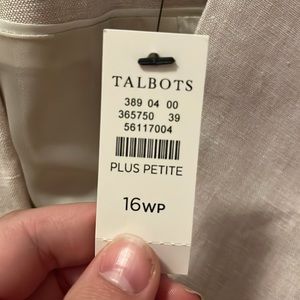 TALBOTS
389 04 00
365750 39
56117004
PLUS PETITE
16WP